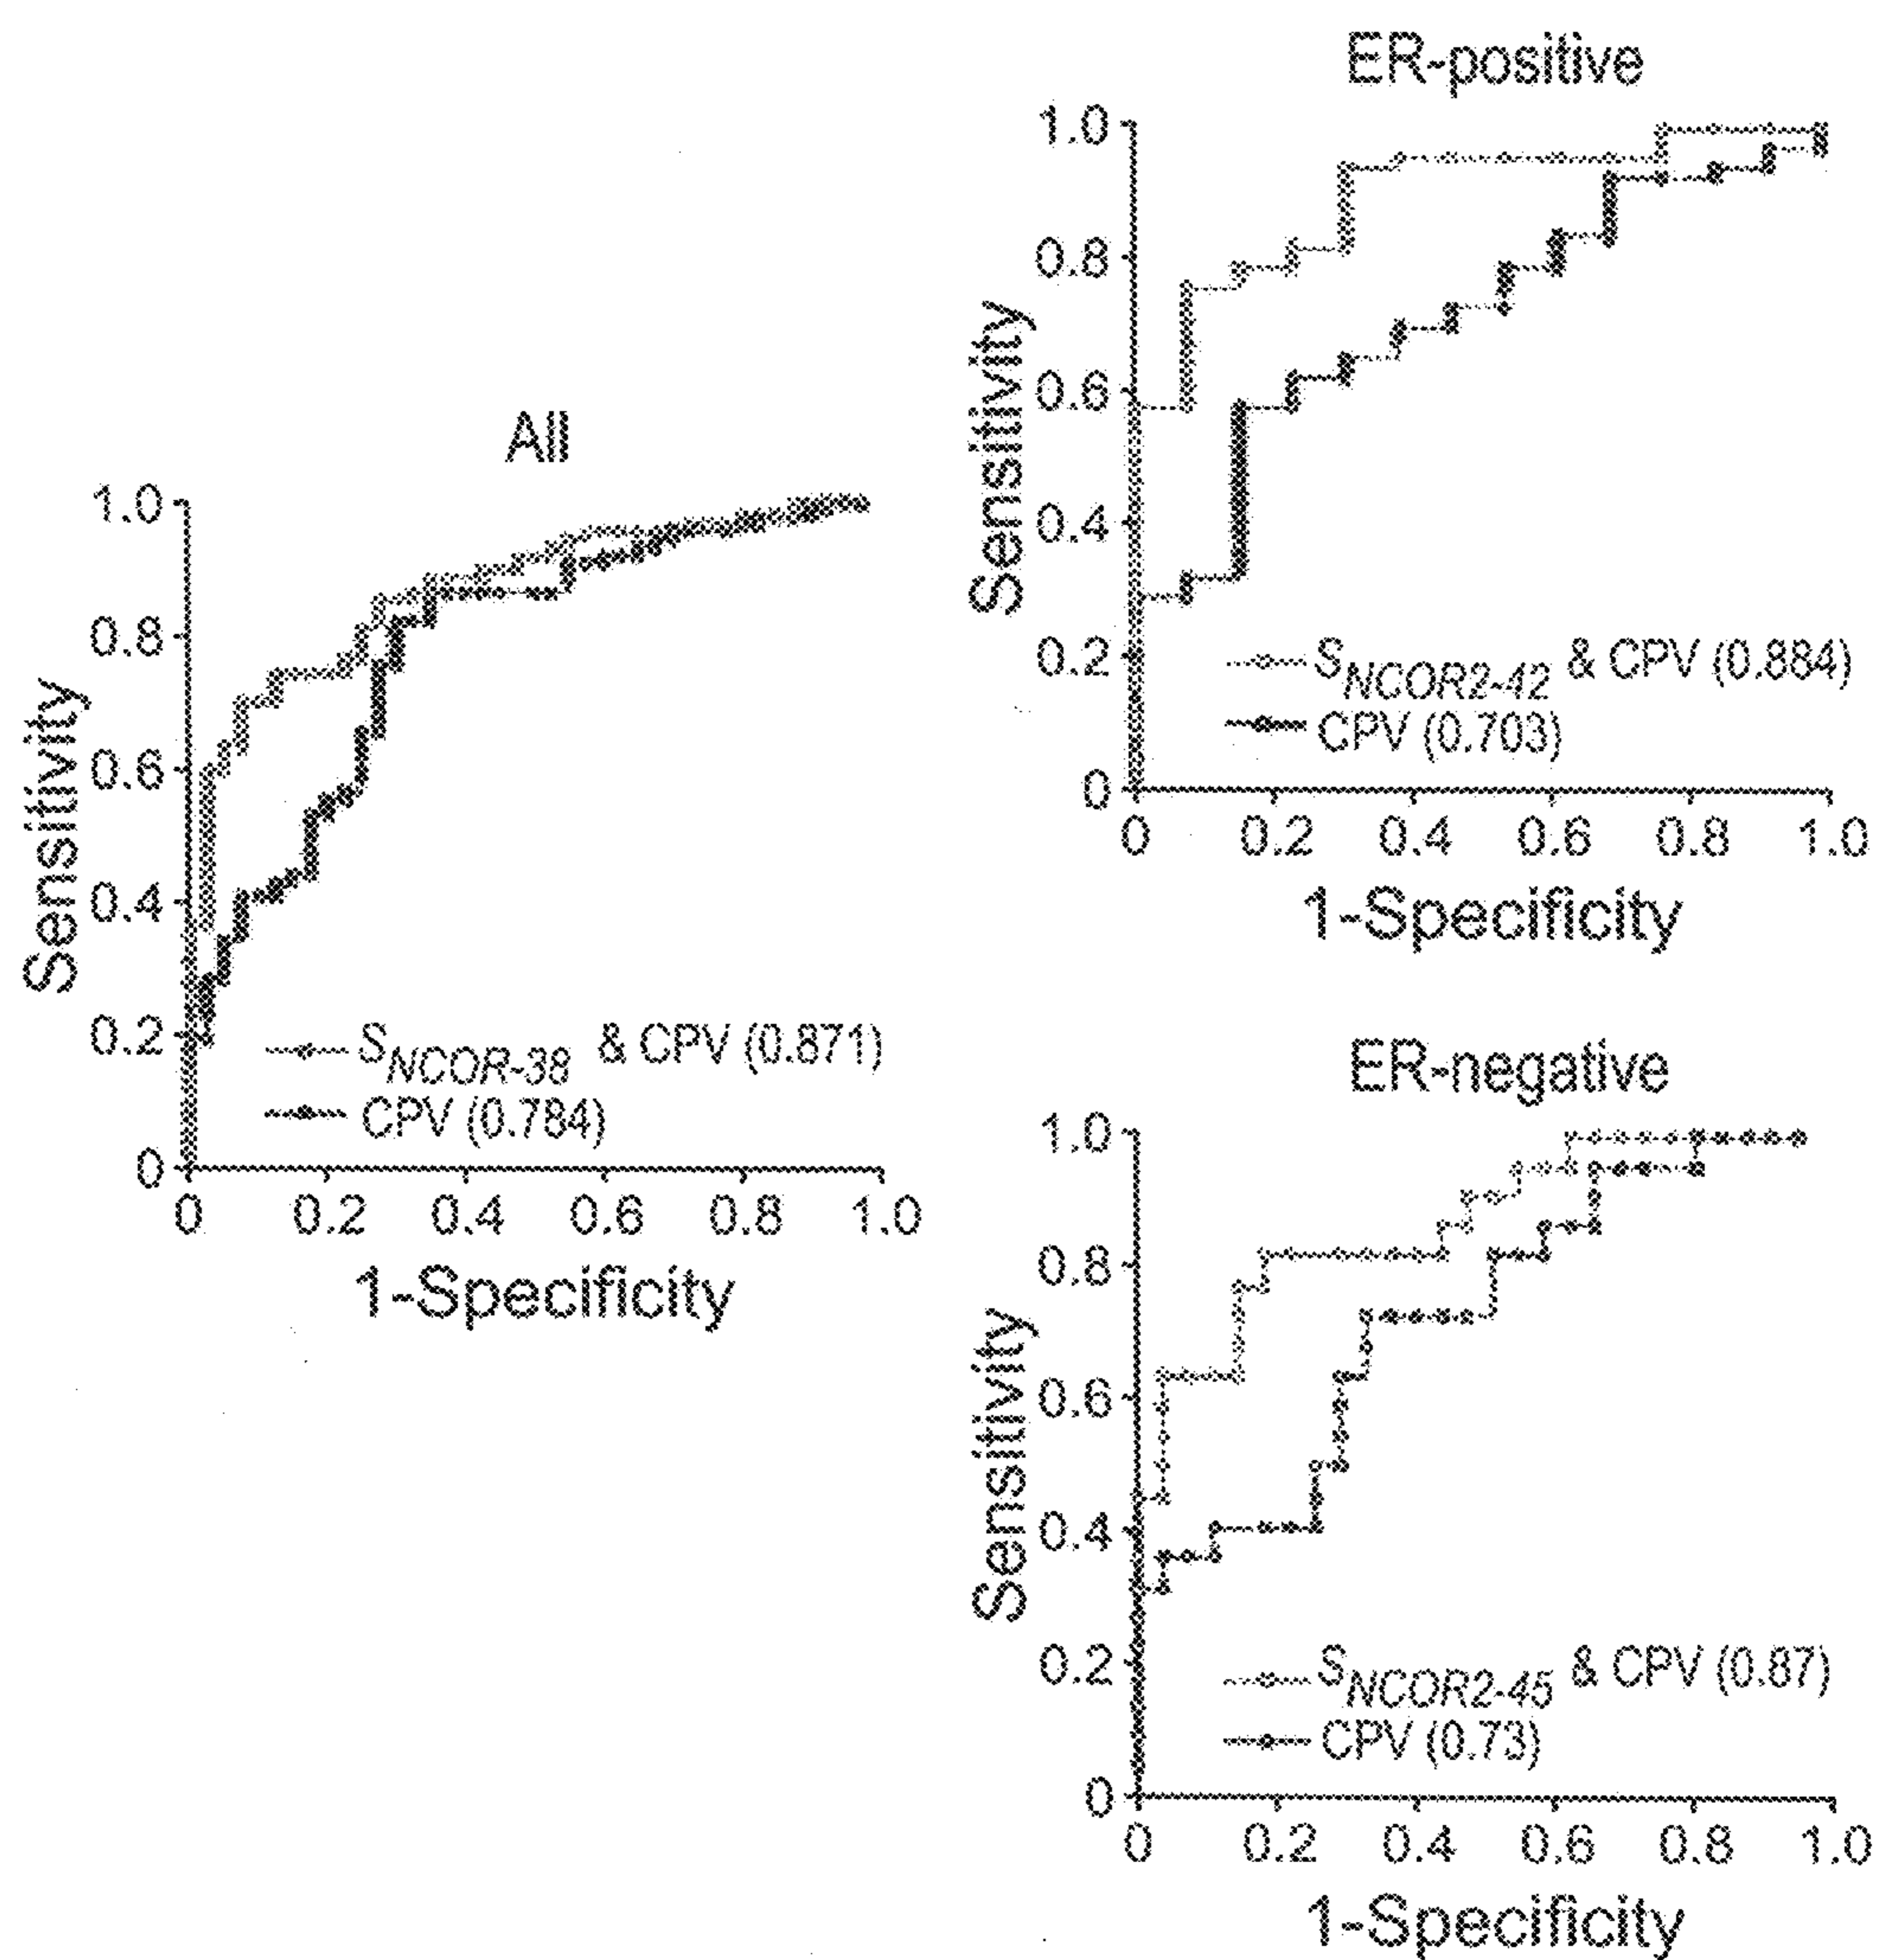 All
Sensitivity
1.0
0.8
0.6
0.4
0.2
0
S NCOR-38 & CPV (0.871)
CPV (0.784)
0 0.2 0.4 0.6 0.8 1.0
1-Specificity
ER-positive
Sensitivity
1.0
0.8
0.6
0.4
0.2
0
S NCOR2-42 & CPV (0.884)
CPV (0.703)
0 0.2 0.4 0.6 0.8 1.0
1-Specificity
ER-negative
Sensitivity
1.0
0.8
0.6
0.4
0.2
0
S NCOR2-45 & CPV (0.87)
CPV (0.73)
0 0.2 0.4 0.6 0.8 1.0
1-Specificity